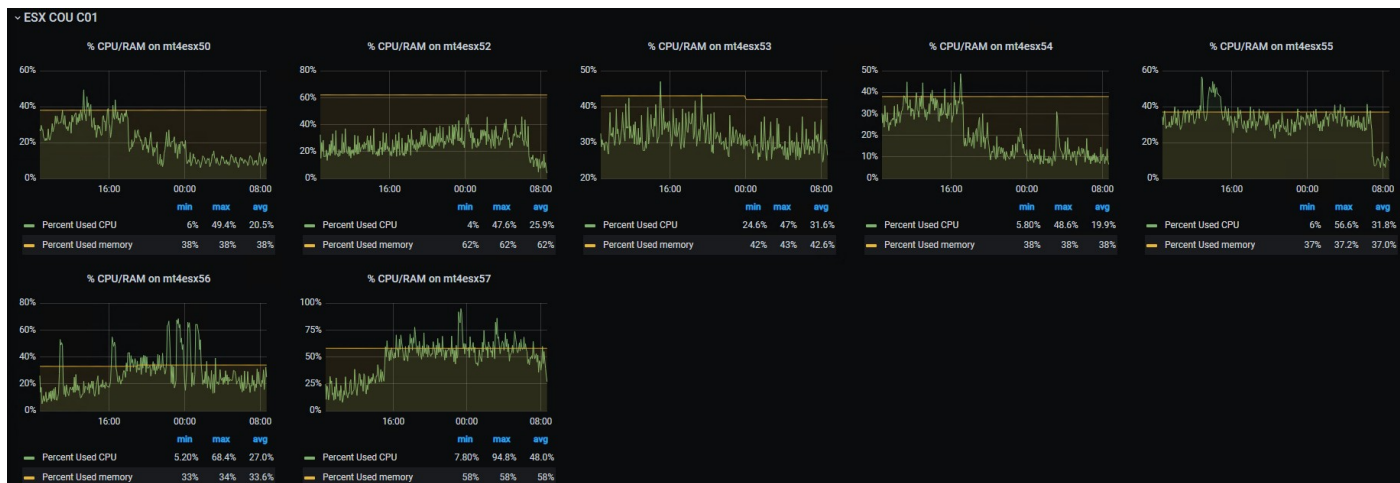 ESX COU C01
% CPU/RAM on mt4esx50
60%
40%
20%
0%
16:00 00:00 08:00
min max avg
Percent Used CPU 6% 49.4% 20.5%
Percent Used memory 38% 38% 38%
% CPU/RAM on mt4esx52
80%
60%
40%
20%
0%
16:00 00:00 08:00
min max avg
Percent Used CPU 4% 47.6% 25.9%
Percent Used memory 62% 62% 62%
% CPU/RAM on mt4esx53
50%
40%
30%
20%
16:00 00:00 08:00
min max avg
Percent Used CPU 24.6% 47% 31.6%
Percent Used memory 42% 43% 42.6%
% CPU/RAM on mt4esx54
50%
40%
30%
20%
10%
0%
16:00 00:00 08:00
min max avg
Percent Used CPU 5.80% 48.6% 19.9%
Percent Used memory 38% 38% 38%
% CPU/RAM on mt4esx55
60%
40%
20%
0%
16:00 00:00 08:00
min max avg
Percent Used CPU 6% 56.6% 31.8%
Percent Used memory 37% 37.2% 37.0%
% CPU/RAM on mt4esx56
80%
60%
40%
20%
0%
16:00 00:00 08:00
min max avg
Percent Used CPU 5.20% 68.4% 27.0%
Percent Used memory 33% 34% 33.6%
% CPU/RAM on mt4esx57
100%
75%
50%
25%
0%
16:00 00:00 08:00
min max avg
Percent Used CPU 7.80% 94.8% 48.0%
Percent Used memory 58% 58% 58%